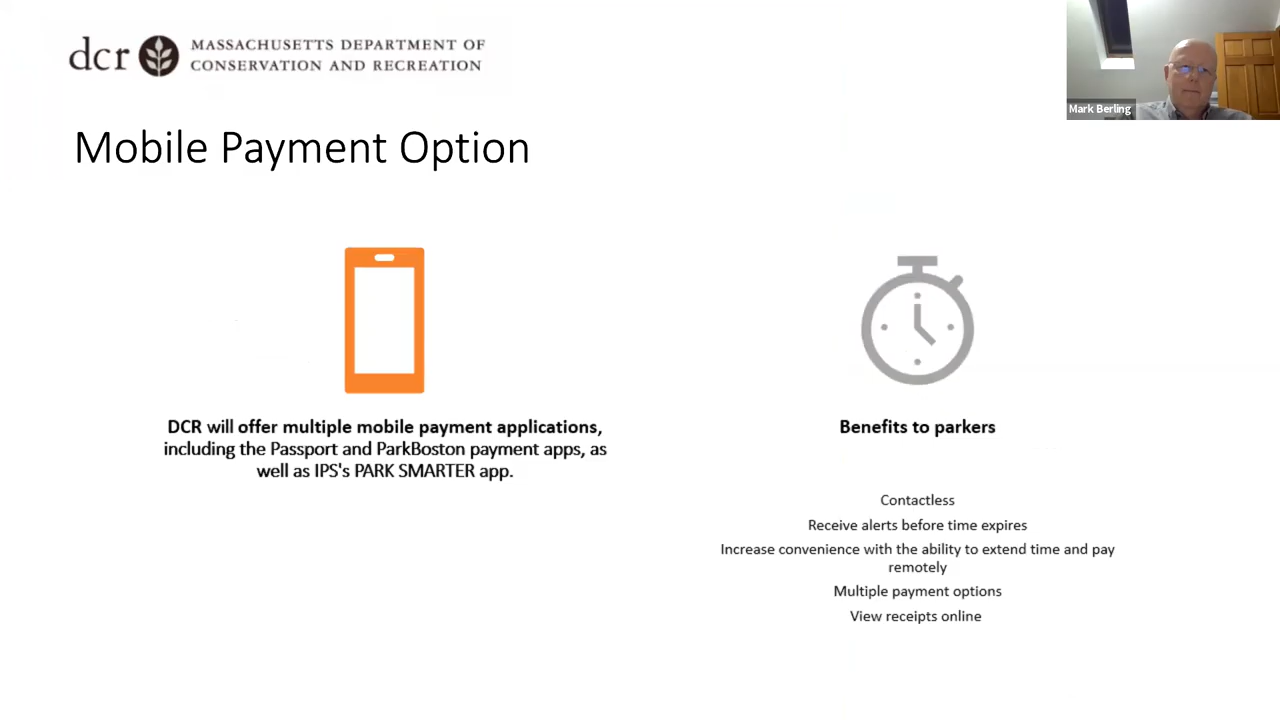 dcr MASSACHUSETTS DEPARTMENT OF
CONSERVATION AND RECREATION
Mark Berling
Mobile Payment Option
DCR will offer multiple mobile payment applications,
including the Passport and ParkBoston payment apps, as
well as IPS's PARK SMARTER app.
Benefits to parkers
Contactless
Receive alerts before time expires
Increase convenience with the ability to extend time and pay
remotely
Multiple payment options
View receipts online